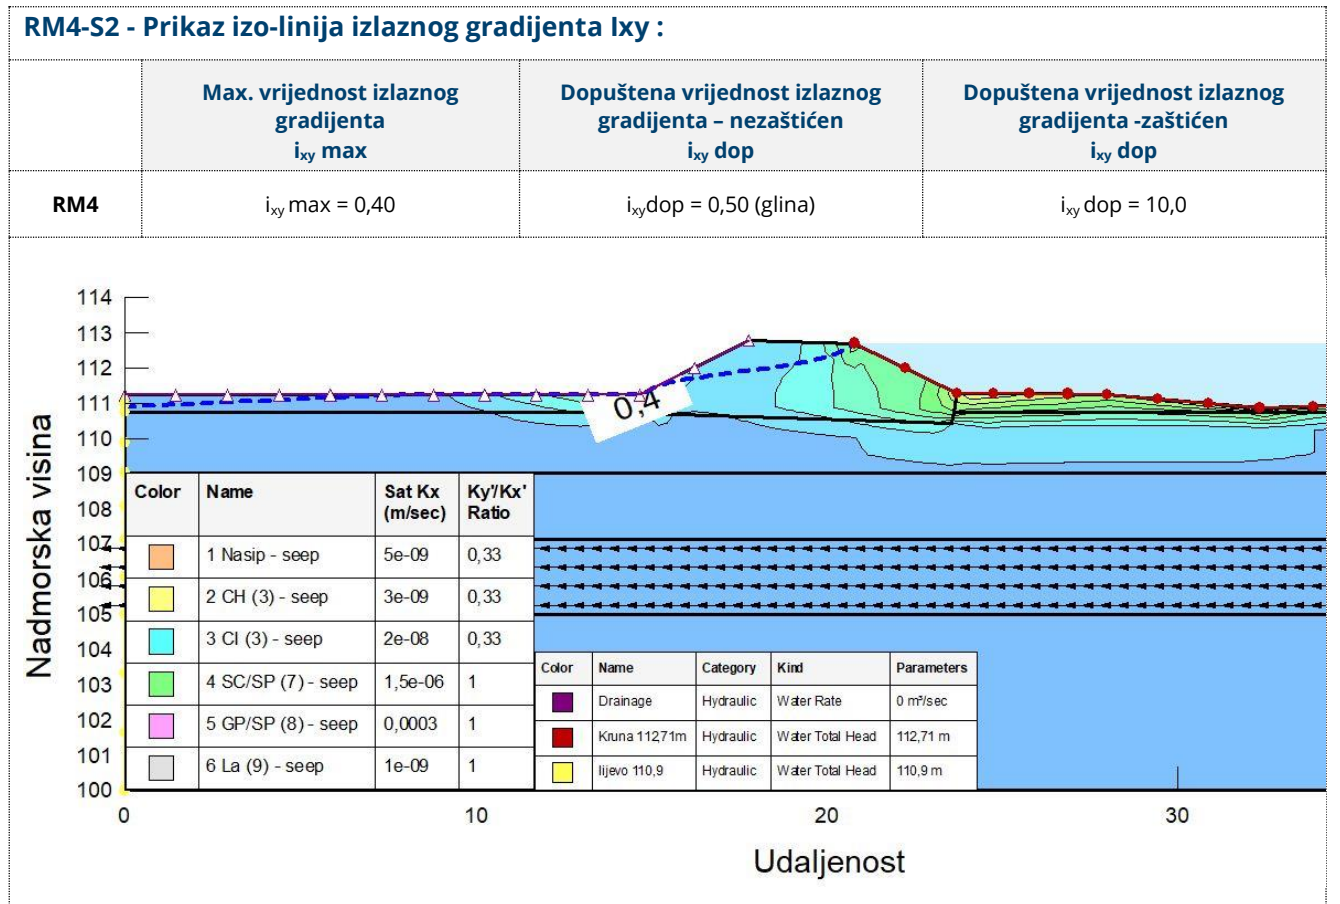 RM4-S2 - Prikaz izo-linija izlaznog gradijenta Ixy :
Max. vrijednost izlaznog
gradijenta
ixy max
Dopuštena vrijednost izlaznog
gradijenta – nezaštićen
ixy dop
Dopuštena vrijednost izlaznog
gradijenta -zaštićen
ixy dop
RM4
ixy max = 0,40
ixydop = 0,50 (glina)
ixy dop = 10,0
114
113
112
111
110
109
108
107
106
105
104
103
102
101
100
Nadmorska visina
0,4
Color Name Sat Kx Ky'/Kx'
(m/sec) Ratio
1 Nasip - seep 5e-09 0,33
2 CH (3) - seep 3e-09 0,33
3 CI (3) - seep 2e-08 0,33
4 SC/SP (7) - seep 1,5e-06 1
5 GP/SP (8) - seep 0,0003 1
6 La (9) - seep 1e-09 1
Color Name Category Kind Parameters
Drainage Hydraulic Water Rate 0 m³/sec
Kruna 112,71m Hydraulic Water Total Head 112,71 m
lijevo 110,9 Hydraulic Water Total Head 110,9 m
0 10 20 30
Udaljenost